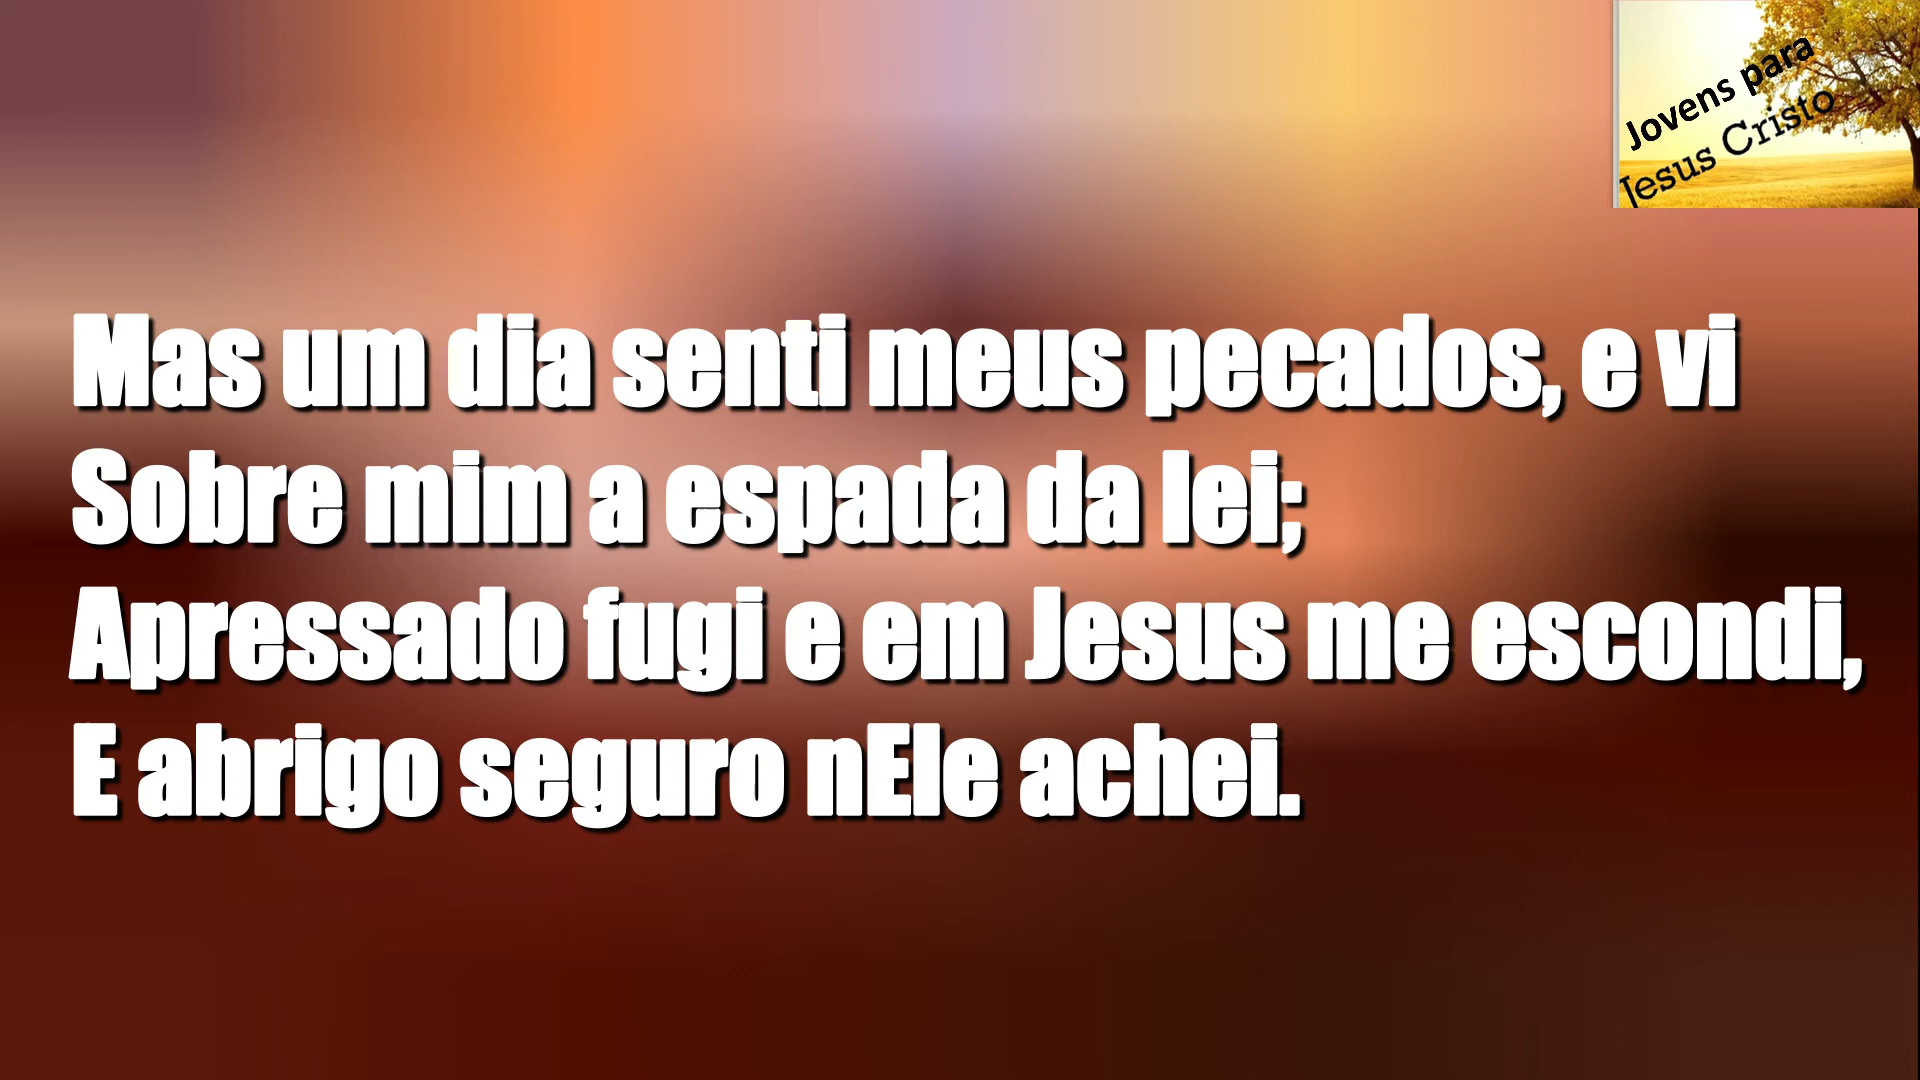 Jovens para
Jesus Cristo
Mas um dia senti meus pecados, e vi
Sobre mim a espada da lei;
Apressado fugi e em Jesus me escondi,
E abrigo seguro nEle achei.